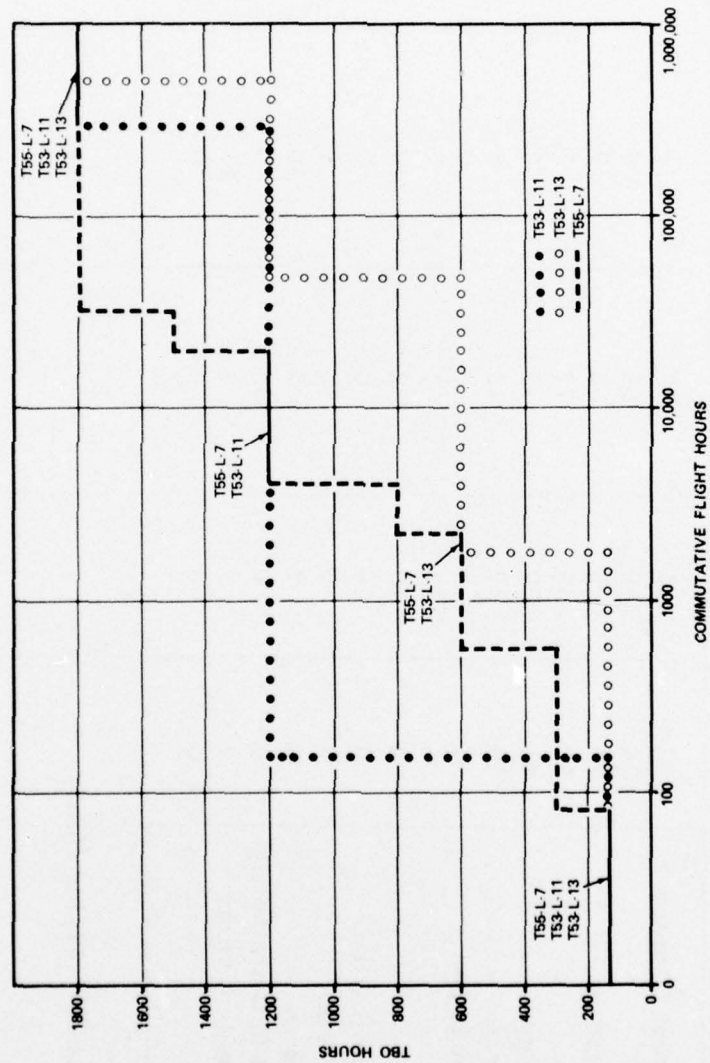 1800
1600
1400
1200
1000
800
600
400
200
0
TBO HOURS
T55-L-7
T53-L-11
T53-L-13
T55-L-7
T53-L-11
T55-L-7
T53-L-13
T55-L-7
T53-L-11
T53-L-13
T53-L-11
T53-L-13
T55-L-7
0
100
1000
10,000
100,000
1,000,000
COMMUTATIVE FLIGHT HOURS